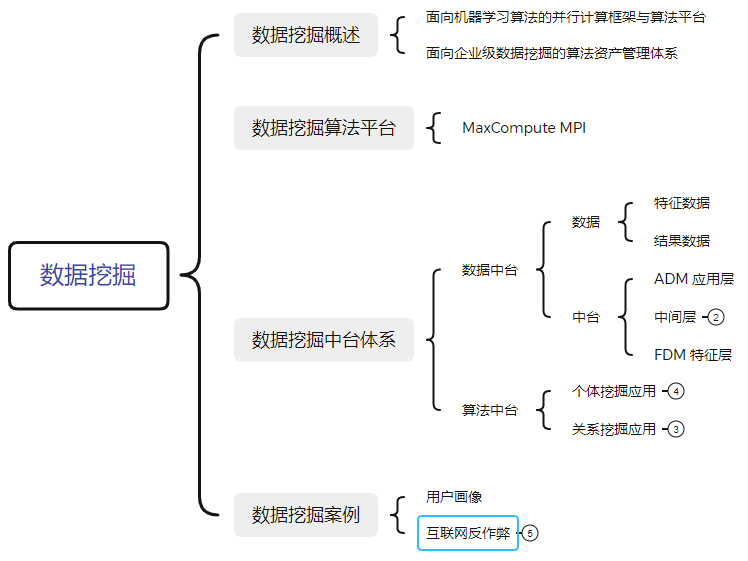 数据挖掘
数据挖掘概述
面向机器学习算法的并行计算框架与算法平台
面向企业级数据挖掘的算法资产管理体系
数据挖掘算法平台
MaxCompute MPI
数据挖掘中台体系
数据中台
数据
特征数据
结果数据
中台
ADM 应用层
中间层 2
FDM 特征层
算法中台
个体挖掘应用 4
关系挖掘应用 3
数据挖掘案例
用户画像
互联网反作弊 5